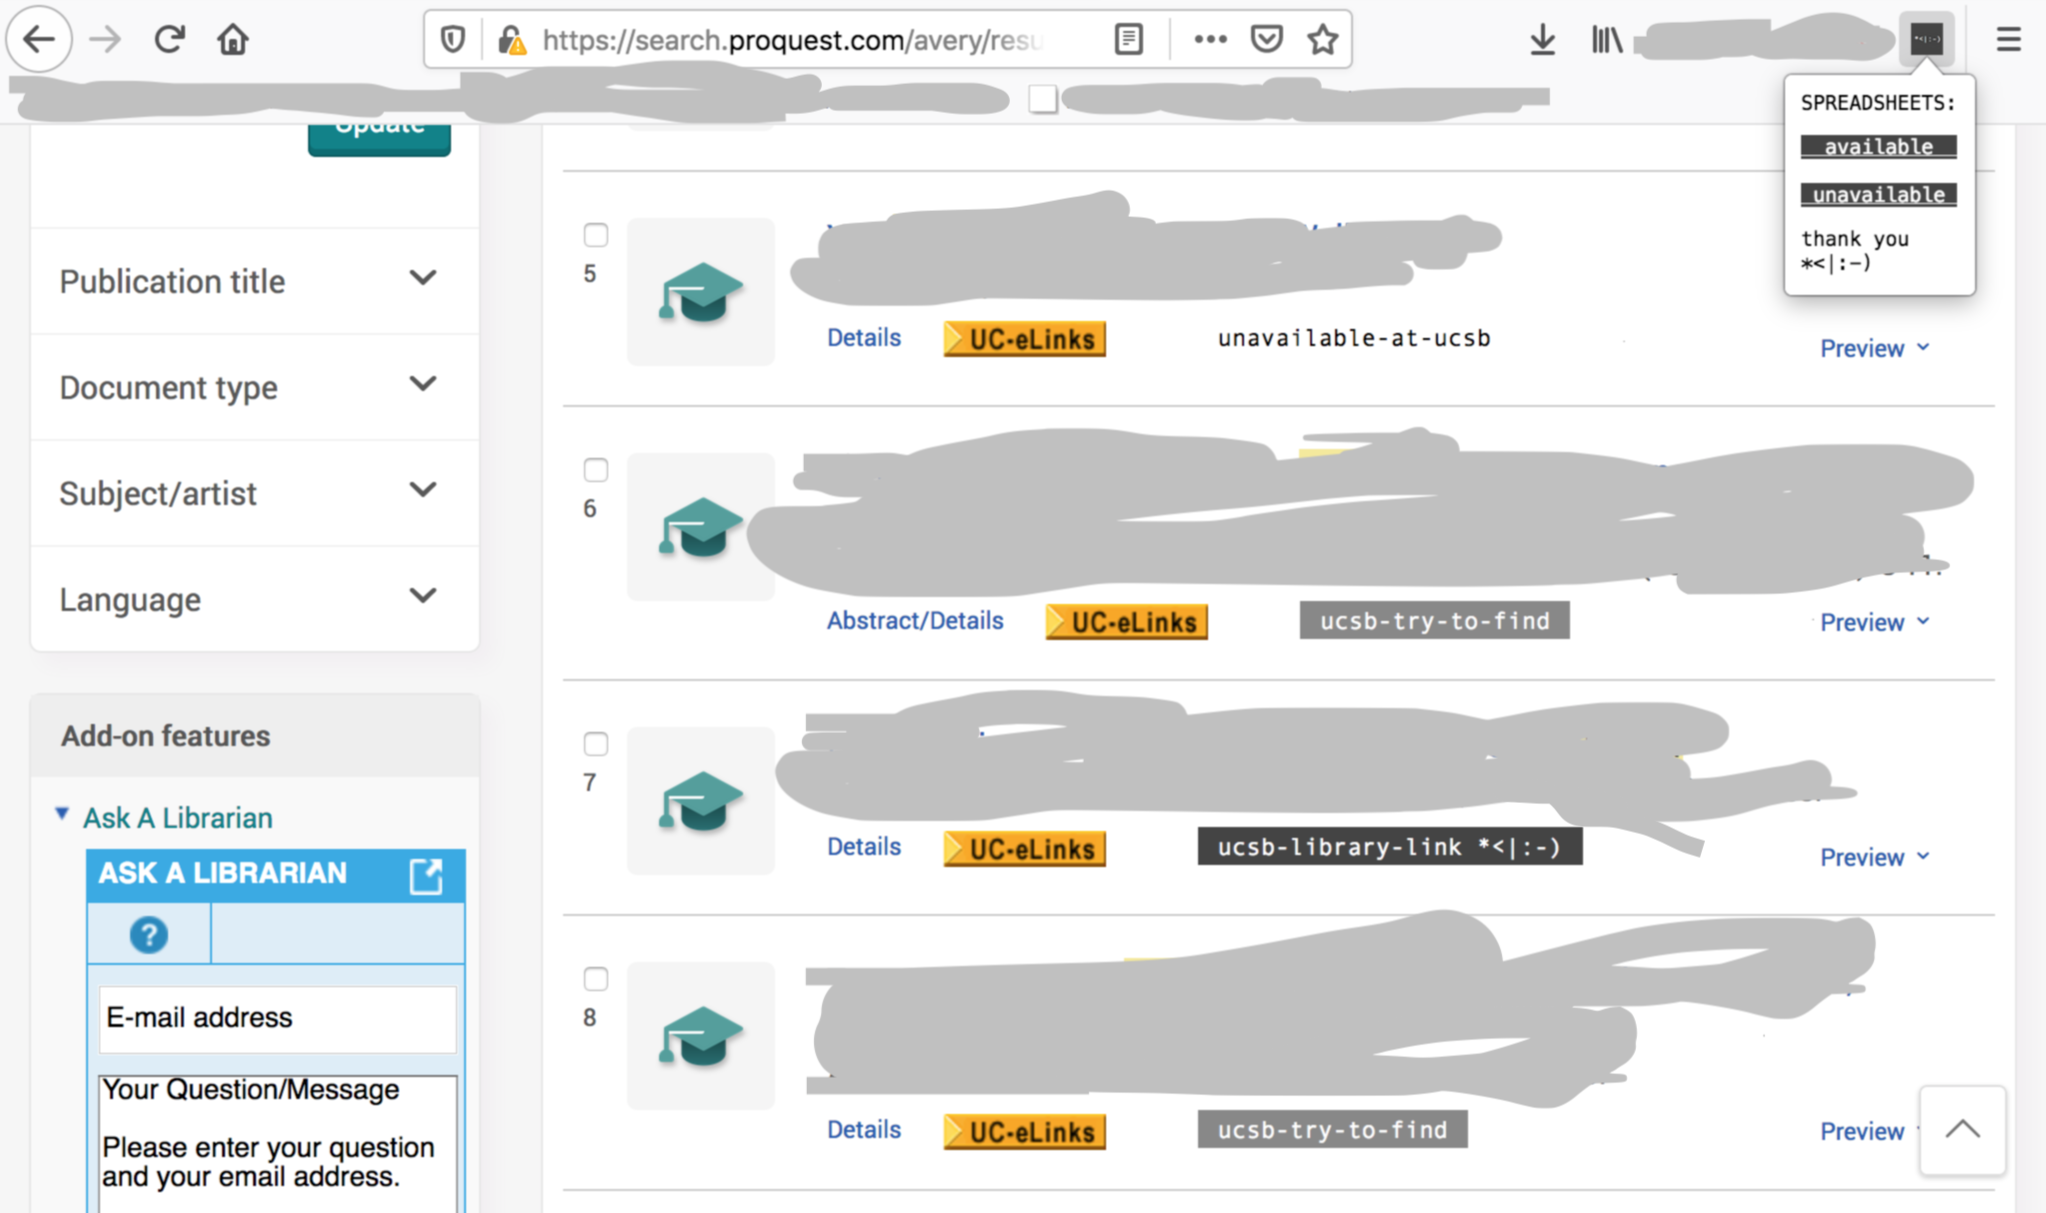 https://search.proquest.com/avery/resu
*<|:-)
SPREADSHEETS:
available
unavailable
thank you
*<|:-)
Update
Publication title
Document type
Subject/artist
Language
Add-on features
Ask A Librarian
ASK A LIBRARIAN
?
E-mail address
Your Question/Message
Please enter your question
and your email address.
5
Details UC-eLinks unavailable-at-ucsb Preview
6
Abstract/Details UC-eLinks ucsb-try-to-find Preview
7
Details UC-eLinks ucsb-library-link *<|:-) Preview
8
Details UC-eLinks ucsb-try-to-find Preview